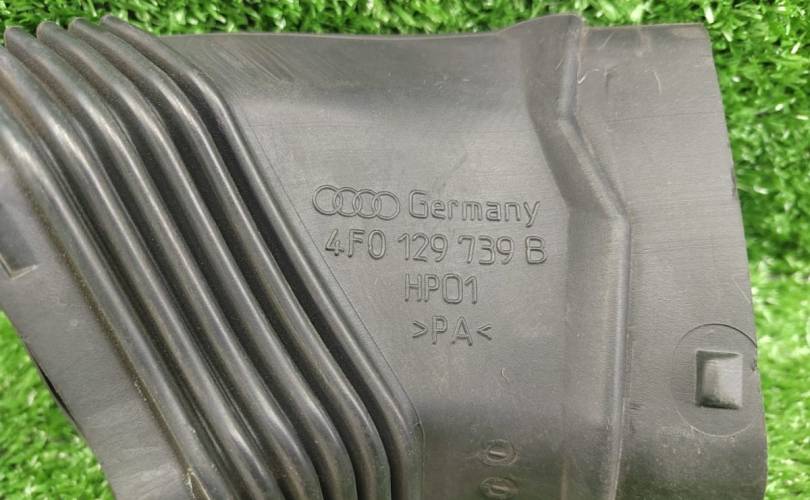 Germany
4F0 129 739 B
HP01
>PA<